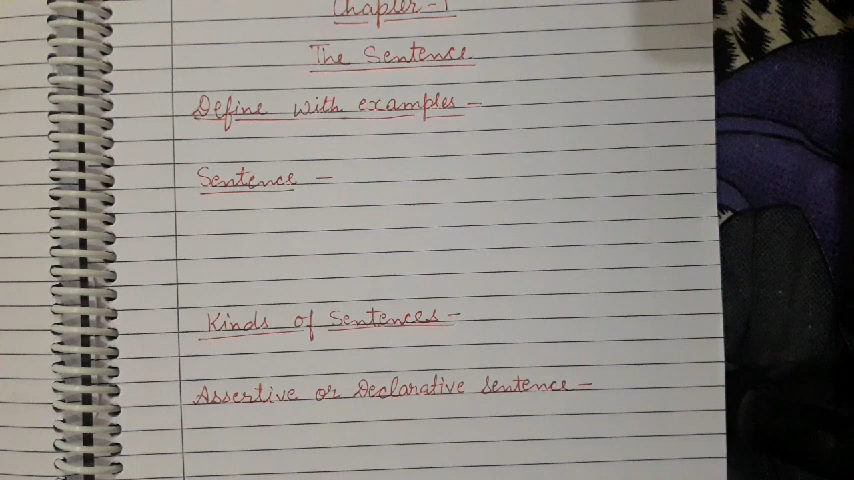 Chapter-1
The Sentence
Define with examples -
Sentence -
Kinds of Sentences -
Assertive or Declarative sentence -